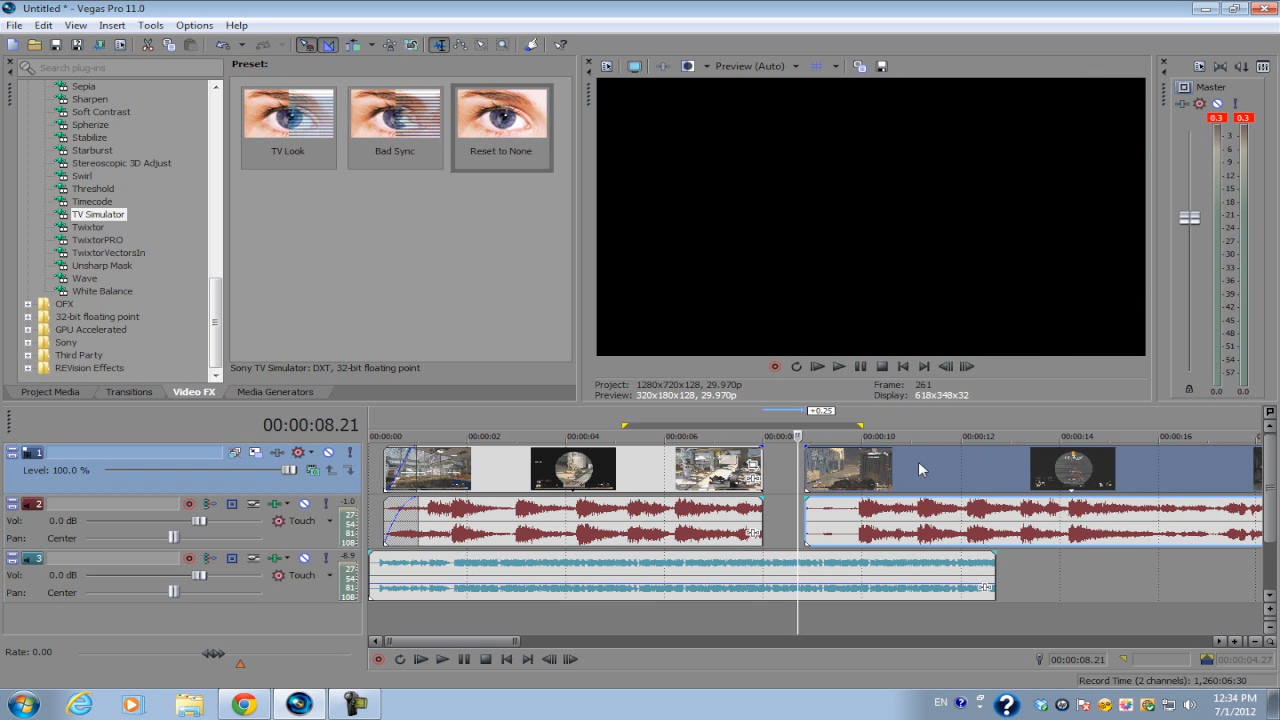 Untitled * - Vegas Pro 11.0
File Edit View Insert Tools Options Help
Search plug-ins
Sepia
Sharpen
Soft Contrast
Spherize
Stabilize
Starburst
Stereoscopic 3D Adjust
Swirl
Threshold
Timecode
TV Simulator
Twixtor
TwixtorPRO
TwixtorVectorsIn
Unsharp Mask
Wave
White Balance
OFX
32-bit floating point
GPU Accelerated
Sony
Third Party
REVision Effects
Preset:
TV Look Bad Sync Reset to None
Sony TV Simulator: DXT, 32-bit floating point
Project Media Transitions Video FX Media Generators
Preview (Auto)
Project: 1280x720x128, 29.970p Frame: 261
Preview: 320x180x128, 29.970p Display: 618x348x32
Master
0.3 0.3
3
6
9
12
15
18
21
24
27
30
33
36
39
42
45
48
51
54
57
0.0 0.0
+0.25
00:00:08.21
00:00:00 00:00:02 00:00:04 00:00:06 00:00:08 00:00:10 00:00:12 00:00:14 00:00:16
1
Level: 100.0 %
2 -1.0
Vol: 0.0 dB Touch
Pan: Center
27
54
81
108
3 -8.9
Vol: 0.0 dB Touch
Pan: Center
27
54
81
108
Rate: 0.00
00:00:08.21 00:00:04.27
Record Time (2 channels): 1,260:06:30
EN
12:34 PM
7/1/2012